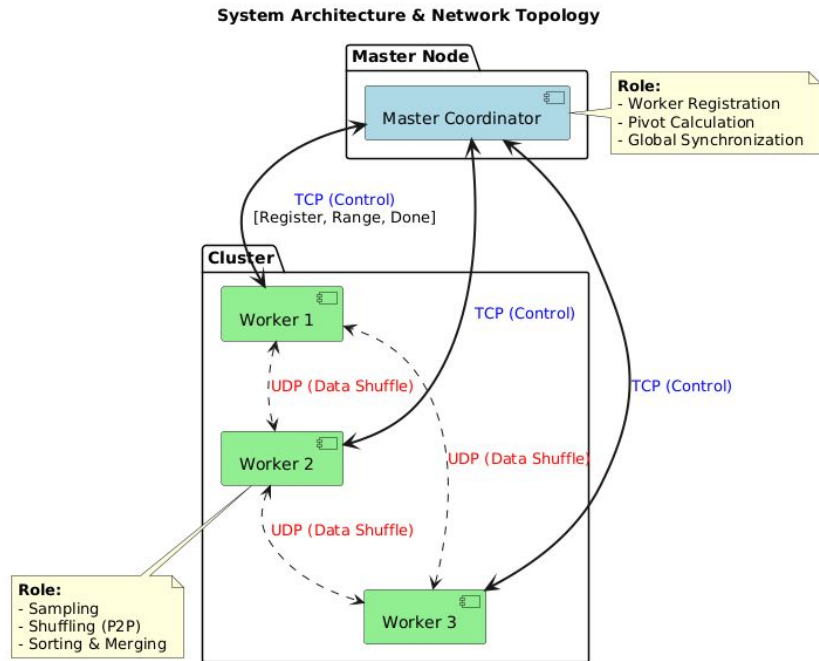 System Architecture & Network Topology
Master Node
Master Coordinator
Role:
- Worker Registration
- Pivot Calculation
- Global Synchronization
TCP (Control)
[Register, Range, Done]
Cluster
Worker 1
TCP (Control)
UDP (Data Shuffle)
TCP (Control)
Worker 2
UDP (Data Shuffle)
UDP (Data Shuffle)
Role:
- Sampling
- Shuffling (P2P)
- Sorting & Merging
Worker 3